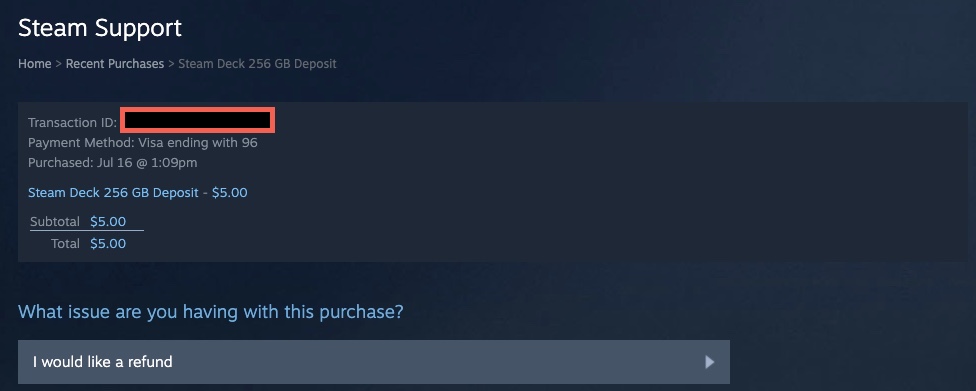 Steam Support
Home > Recent Purchases > Steam Deck 256 GB Deposit
Transaction ID:
Payment Method: Visa ending with 96
Purchased: Jul 16 @ 1:09pm
Steam Deck 256 GB Deposit - $5.00
Subtotal $5.00
Total $5.00
What issue are you having with this purchase?
I would like a refund